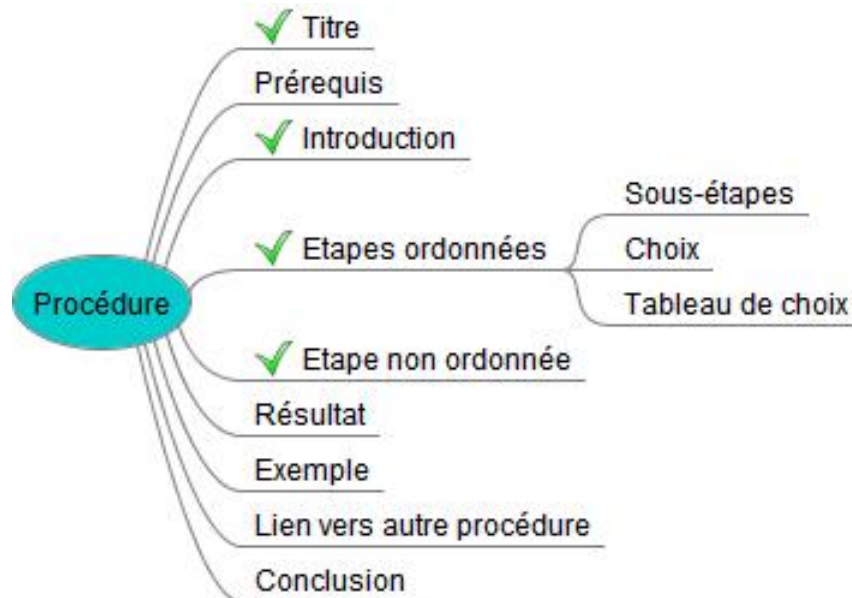 Titre
Prérequis
Introduction
Sous-étapes
Etapes ordonnées
Choix
Procédure
Tableau de choix
Etape non ordonnée
Résultat
Exemple
Lien vers autre procédure
Conclusion